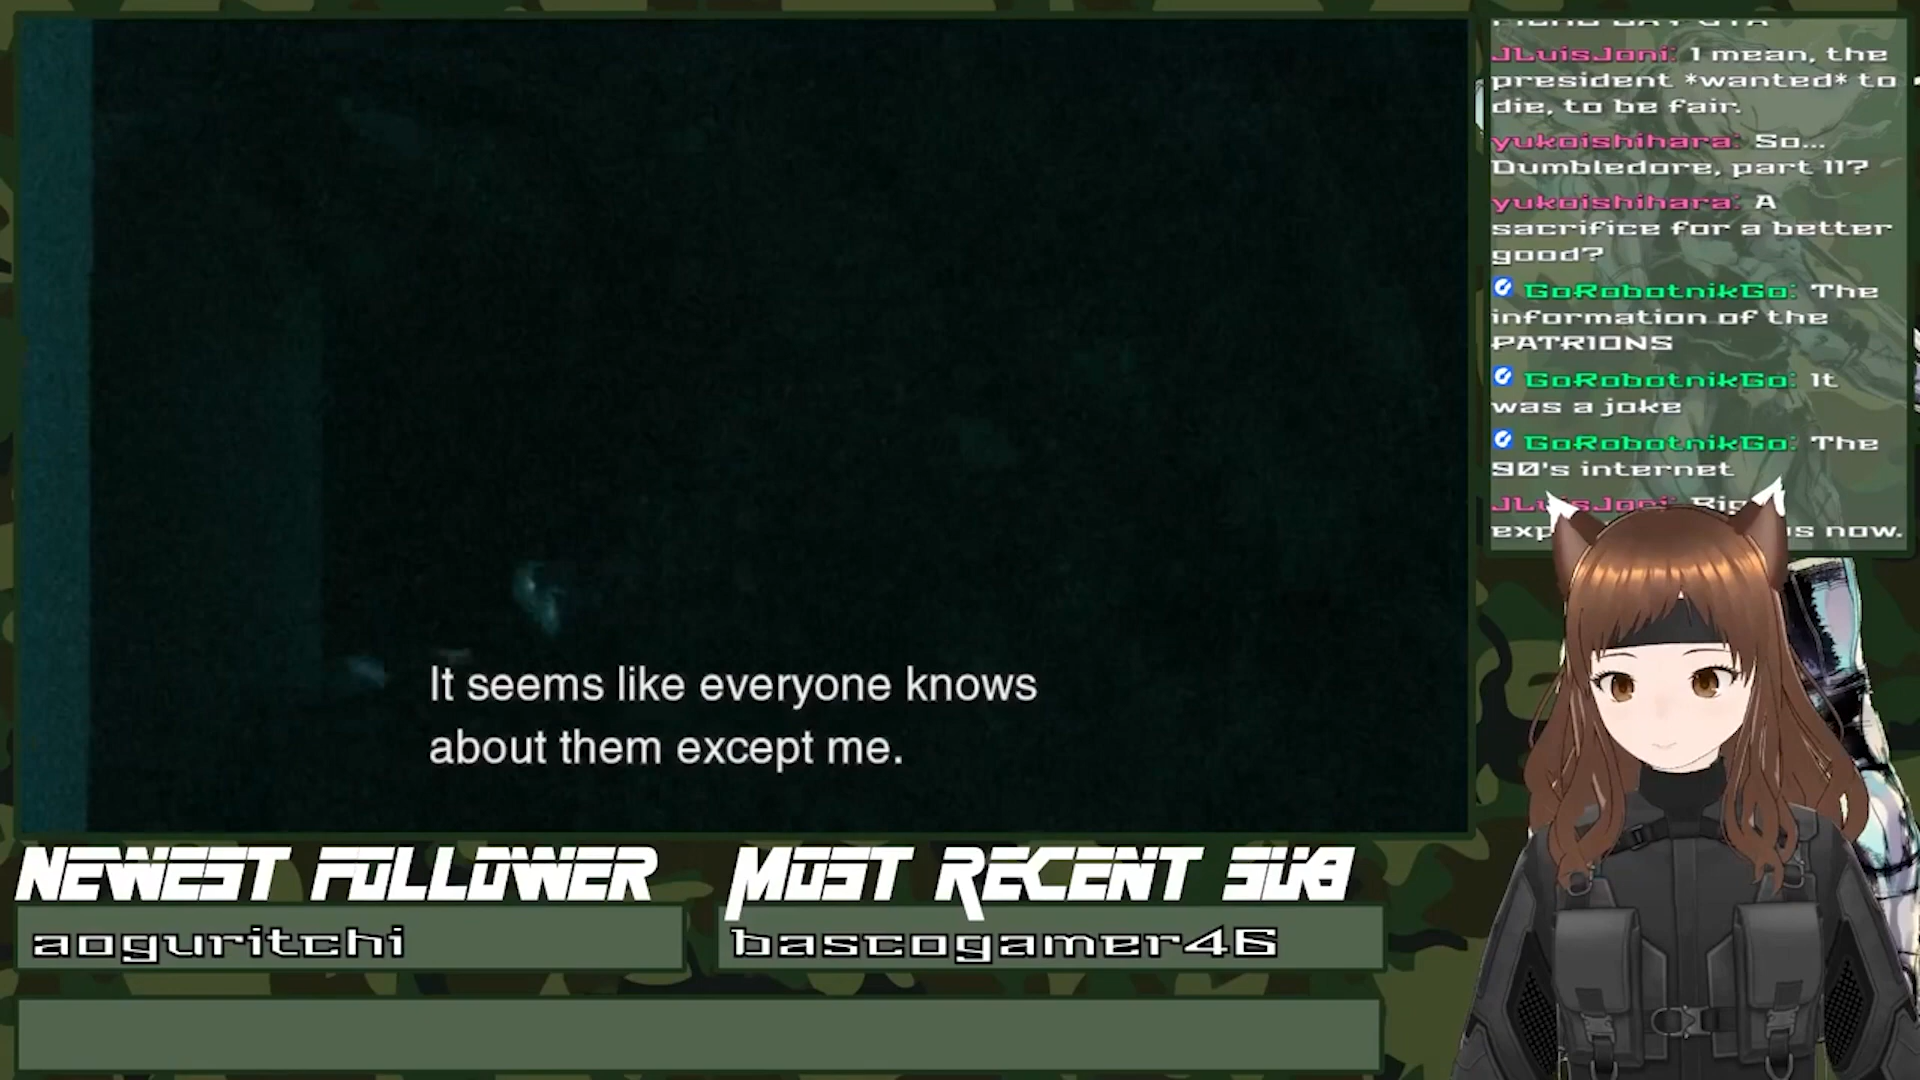 It seems like everyone knows
about them except me.
JLuisJoni: I mean, the
president *wanted* to
die, to be fair.
yukoishihara: So...
Dumbledore, part II?
yukoishihara: A
sacrifice for a better
good?
GoRobotnikGo: The
information of the
PATRIONS
GoRobotnikGo: It
was a joke
GoRobotnikGo: The
90's internet
JLuisJoni:
now.
NEWEST FOLLOWER
aoguritchi
MOST RECENT SUB
bascogamer46